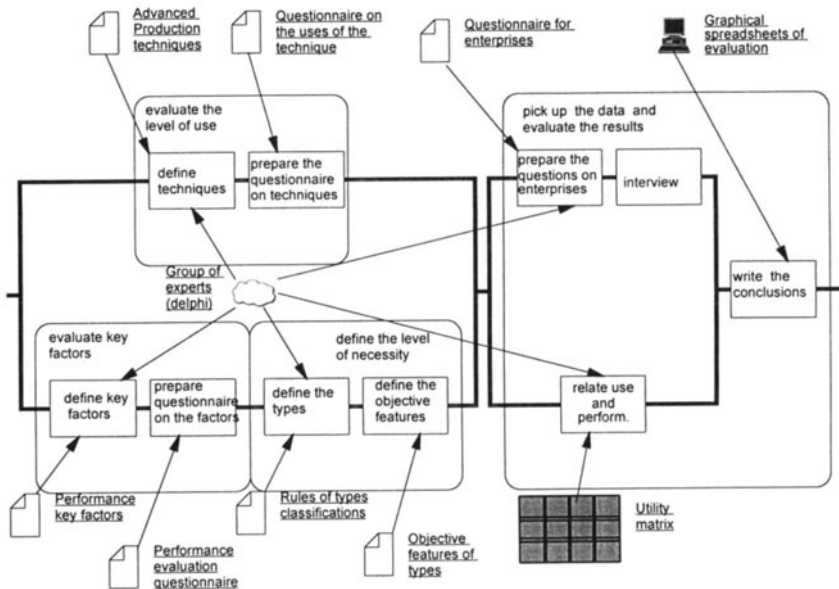 Advanced
Production
techniques
Questionnaire on
the uses of the
technique
Questionnaire for
enterprises
Graphical
spreadsheets of
evaluation
evaluate the
level of use
define
techniques
prepare the
questionnaire
on techniques
pick up the data and
evaluate the results
prepare the
questions on
enterprises
interview
Group of
experts
(delphi)
write the
conclusions
evaluate key
factors
define the level
of necessity
define key
factors
prepare
questionnaire
on the factors
define the
types
define the
objective
features
relate use
and
perform.
Performance
key factors
Rules of types
classifications
Utility
matrix
Performance
evaluation
questionnaire
Objective
features of
types